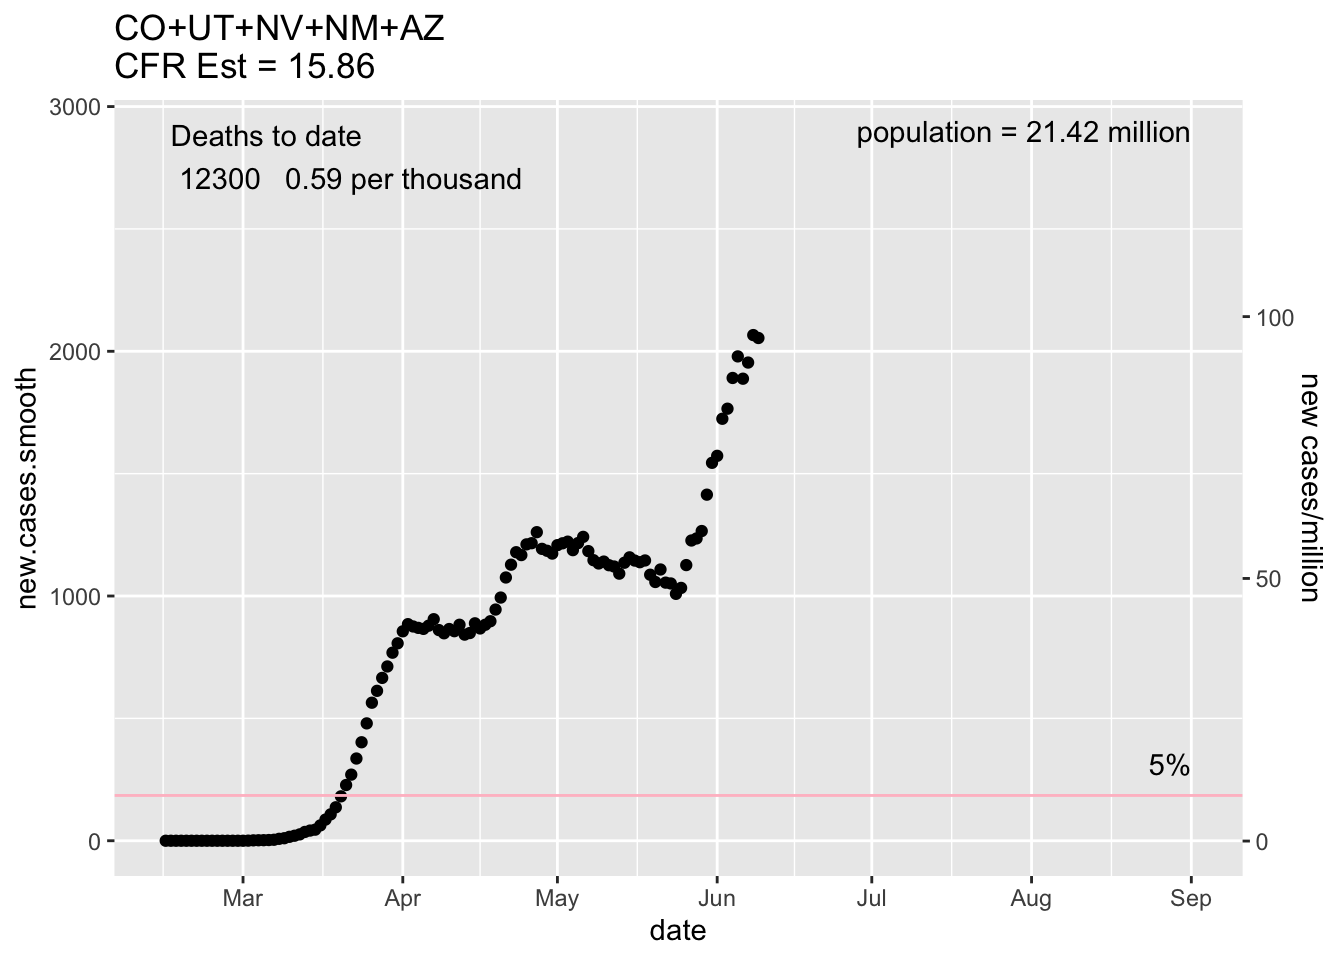 CO+UT+NV+NM+AZ
CFR Est = 15.86
Deaths to date
12300 0.59 per thousand
population = 21.42 million
3000
2000
1000
0
new.cases.smooth
100
50
0
new cases/million
5%
Mar Apr May Jun Jul Aug Sep
date